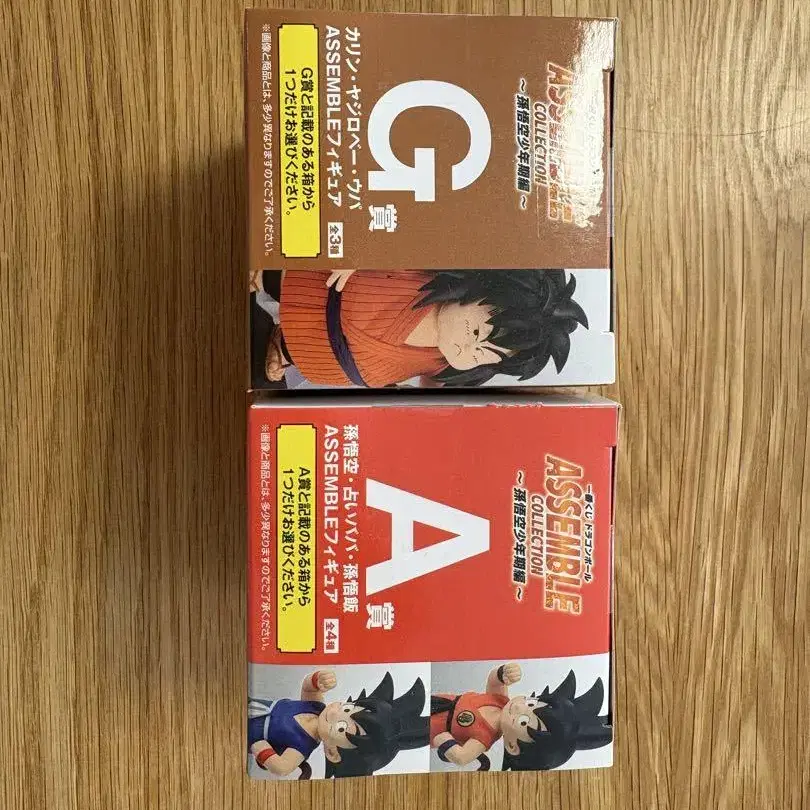 ASSEMBLE
COLLECTION
~孫悟空少年期編~
G賞
カリン・ヤジロベー・ウパ
ASSEMBLEフィギュア 全3種
G賞と記載のある箱から
1つだけお選びください。
※画像と商品とは、多少異なりますのでご了承ください。
一番くじ ドラゴンボール
ASSEMBLE
COLLECTION
~孫悟空少年期編~
A賞
孫悟空・占いババ・孫悟飯
ASSEMBLEフィギュア 全4種
A賞と記載のある箱から
1つだけお選びください。
※画像と商品とは、多少異なりますのでご了承ください。